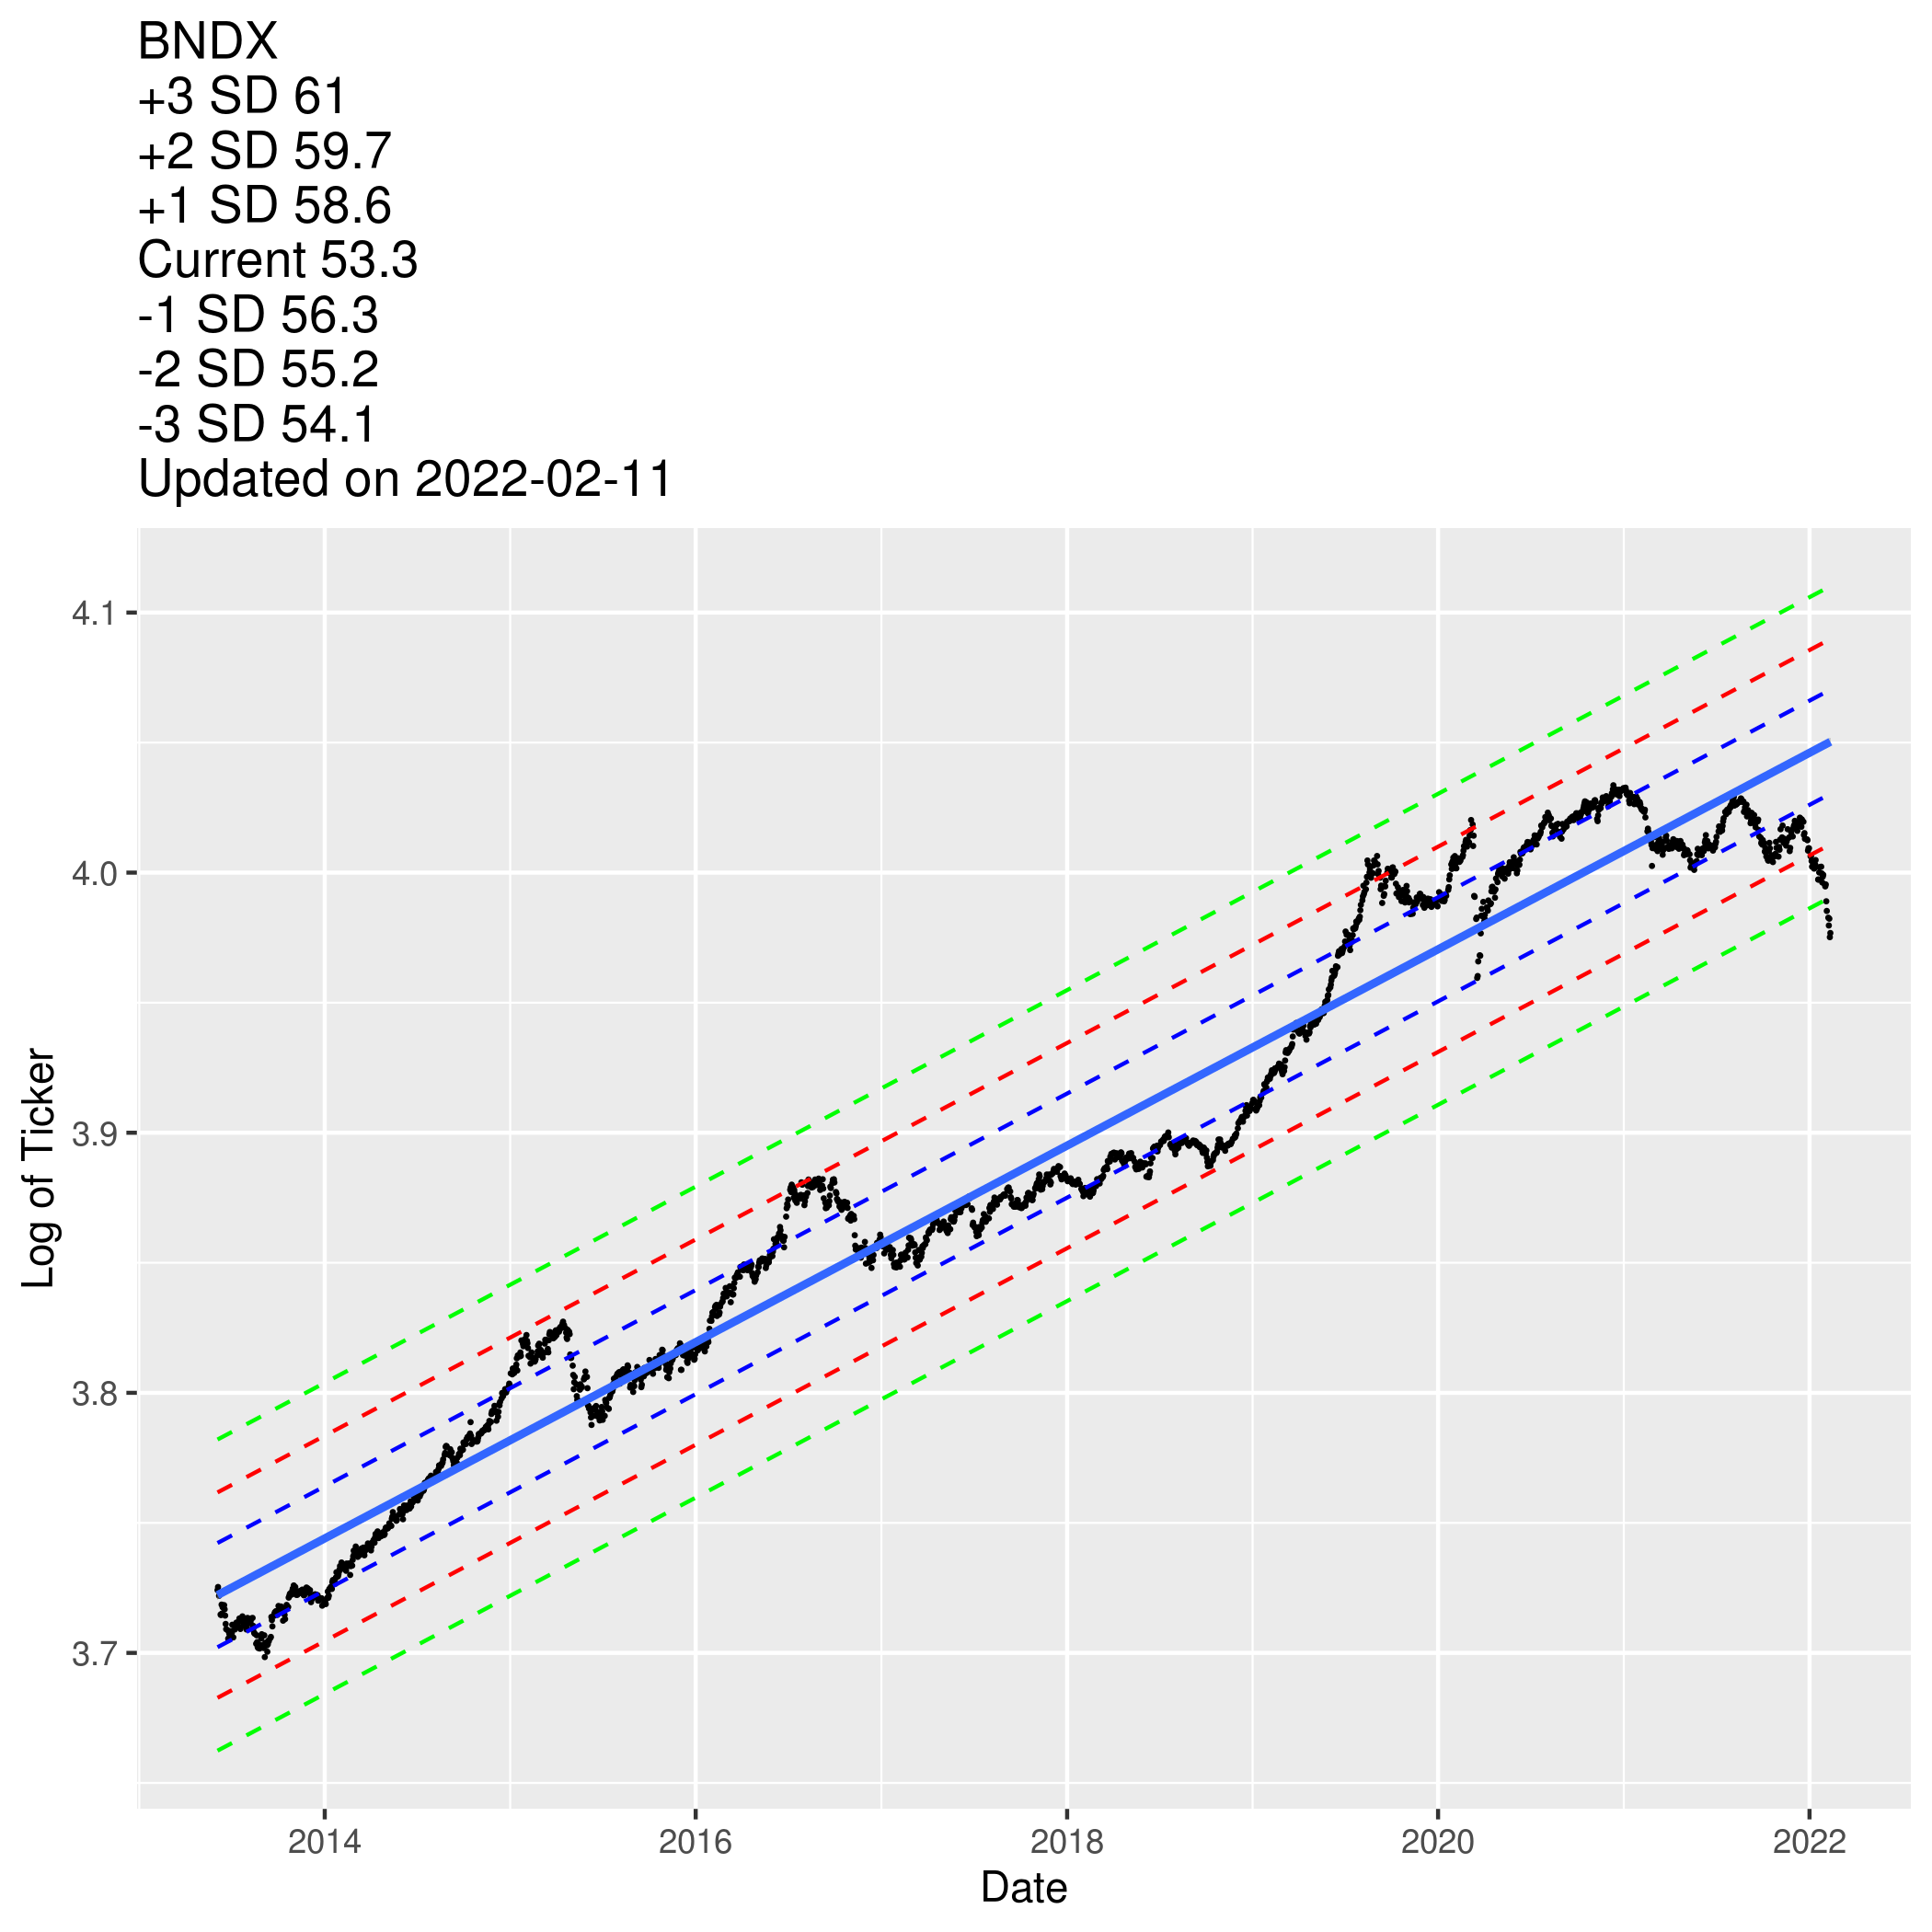 BNDX
+3 SD 61
+2 SD 59.7
+1 SD 58.6
Current 53.3
-1 SD 56.3
-2 SD 55.2
-3 SD 54.1
Updated on 2022-02-11
4.1
4.0
3.9
3.8
3.7
Log of Ticker
2014
2016
2018
2020
2022
Date